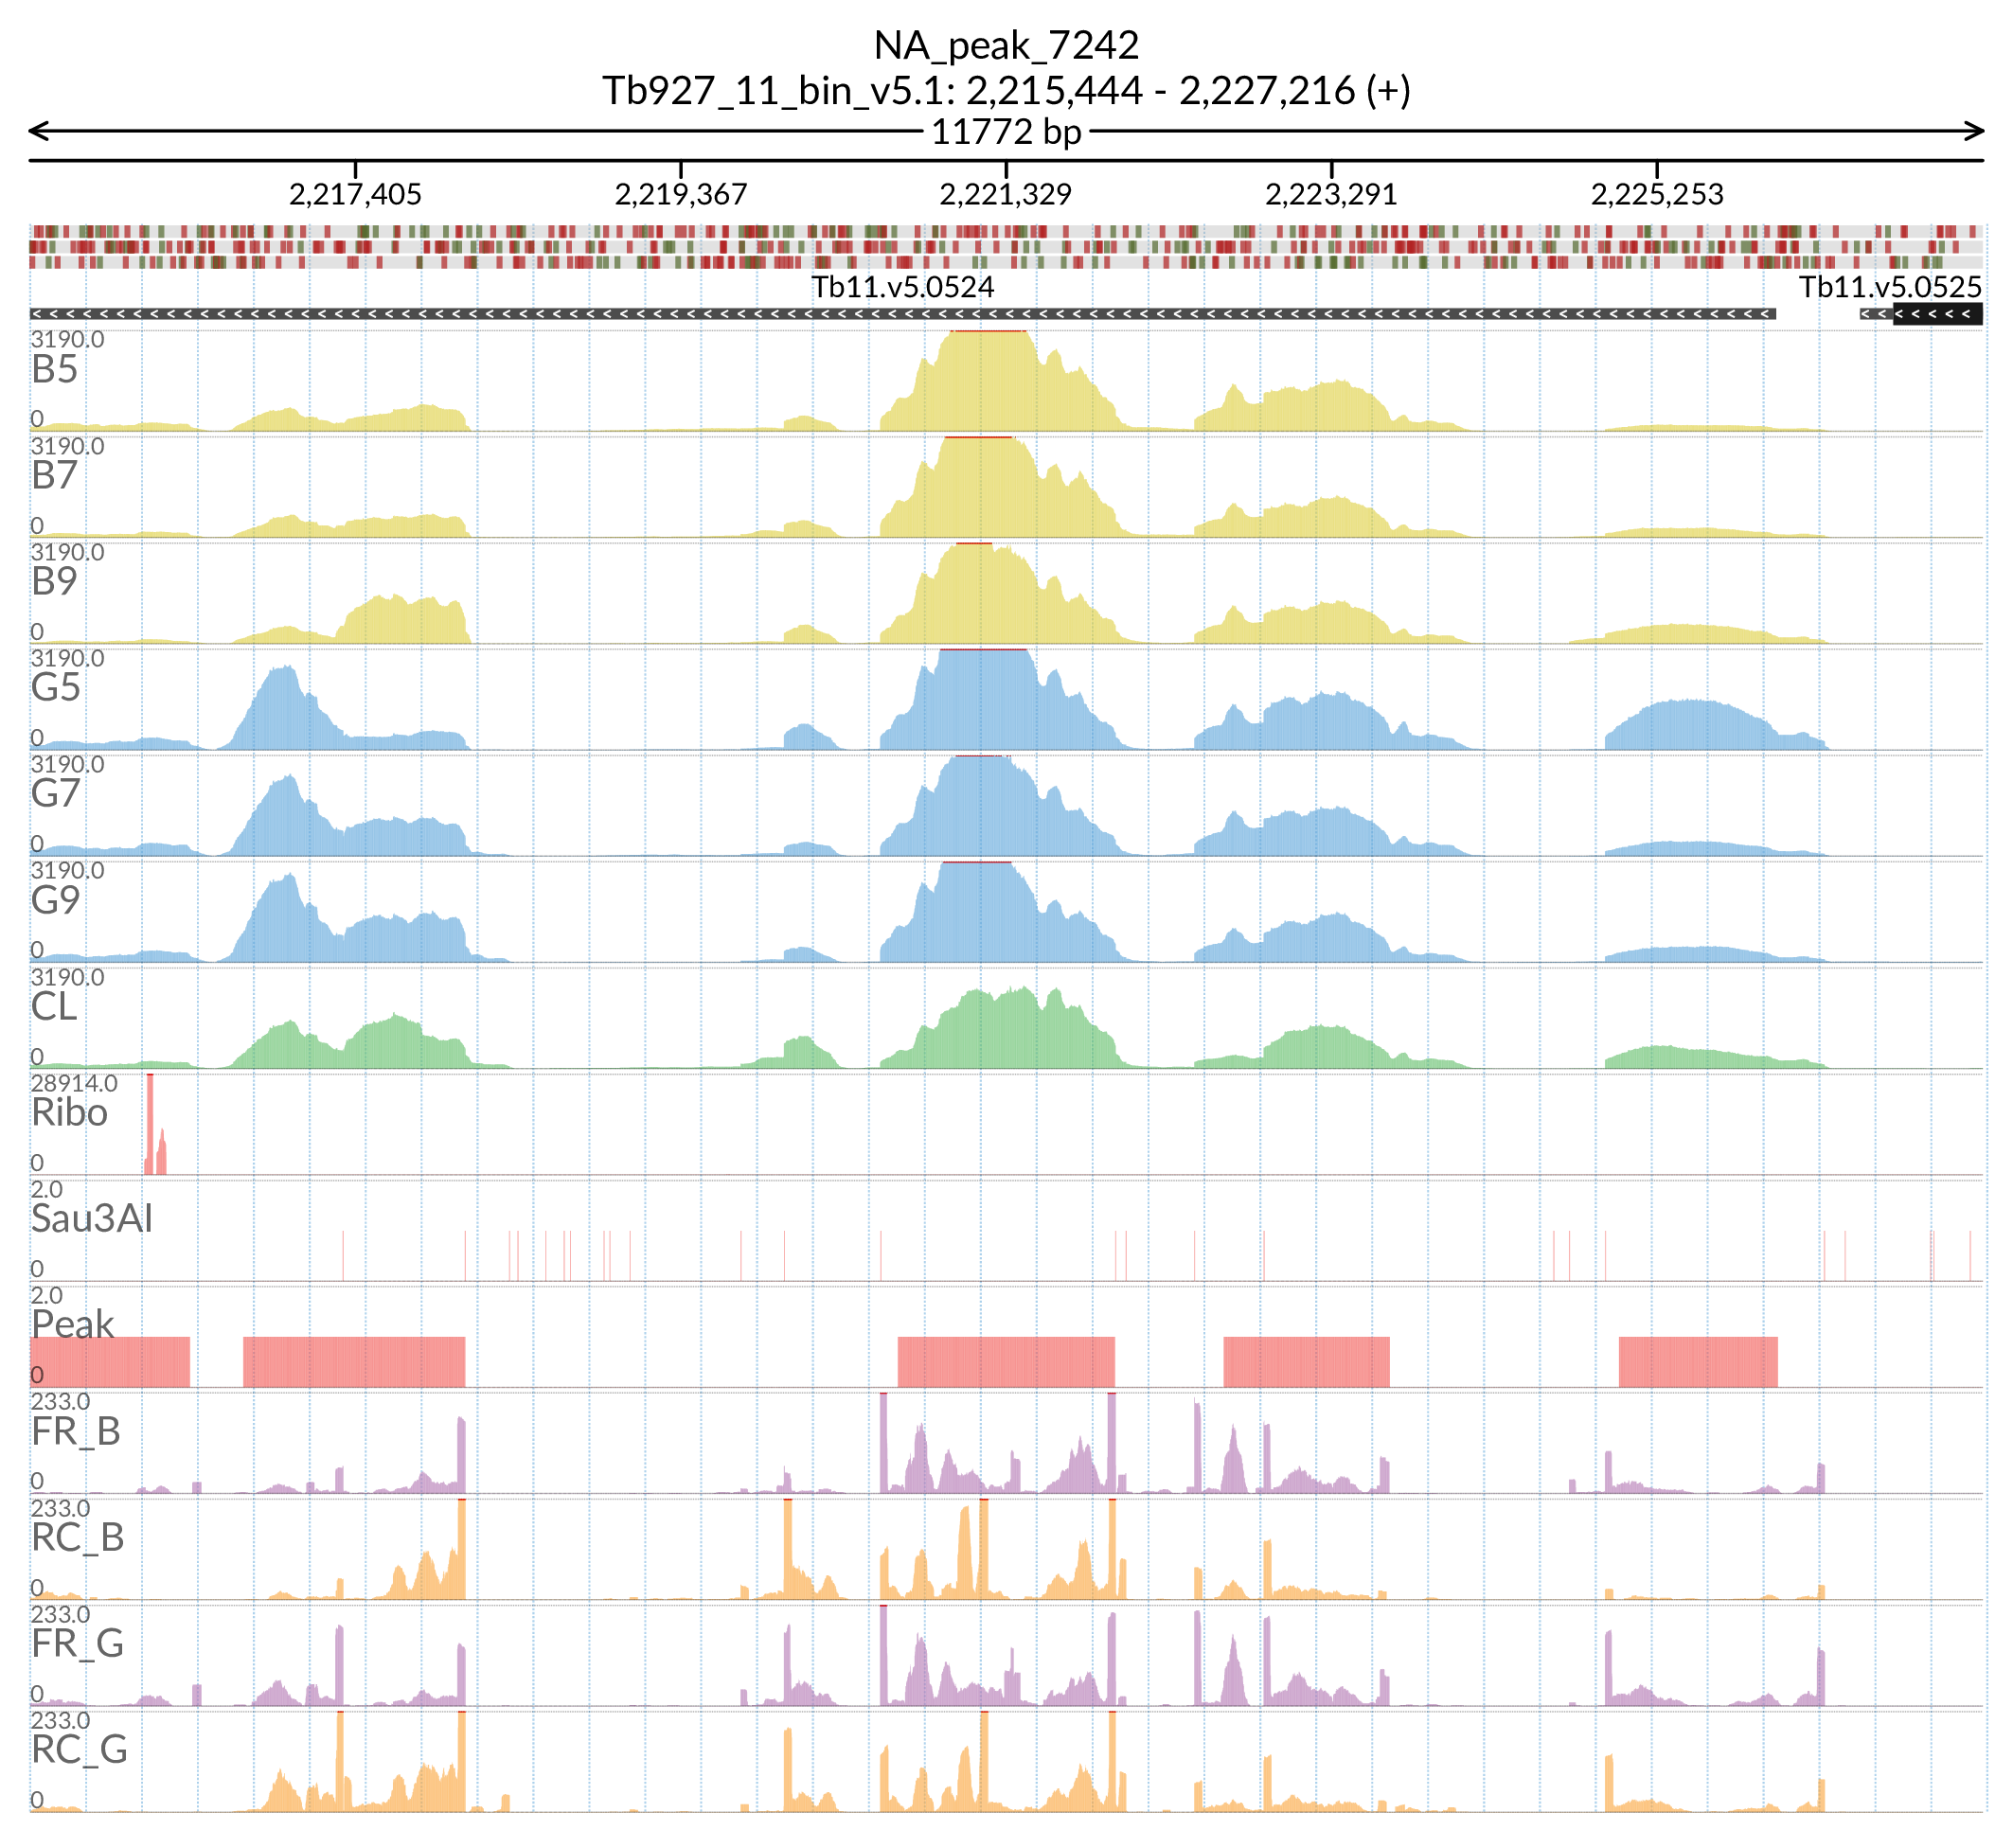 NA_peak_7242
Tb927_11_bin_v5.1: 2,215,444 - 2,227,216 (+)
11772 bp
2,217,405 2,219,367 2,221,329 2,223,291 2,225,253
Tb11.v5.0524 Tb11.v5.0525
3190.0
B5
0
3190.0
B7
0
3190.0
B9
0
3190.0
G5
0
3190.0
G7
0
3190.0
G9
0
3190.0
CL
0
28914.0
Ribo
0
2.0
Sau3AI
0
2.0
Peak
0
233.0
FR_B
0
233.0
RC_B
0
233.0
FR_G
0
233.0
RC_G
0